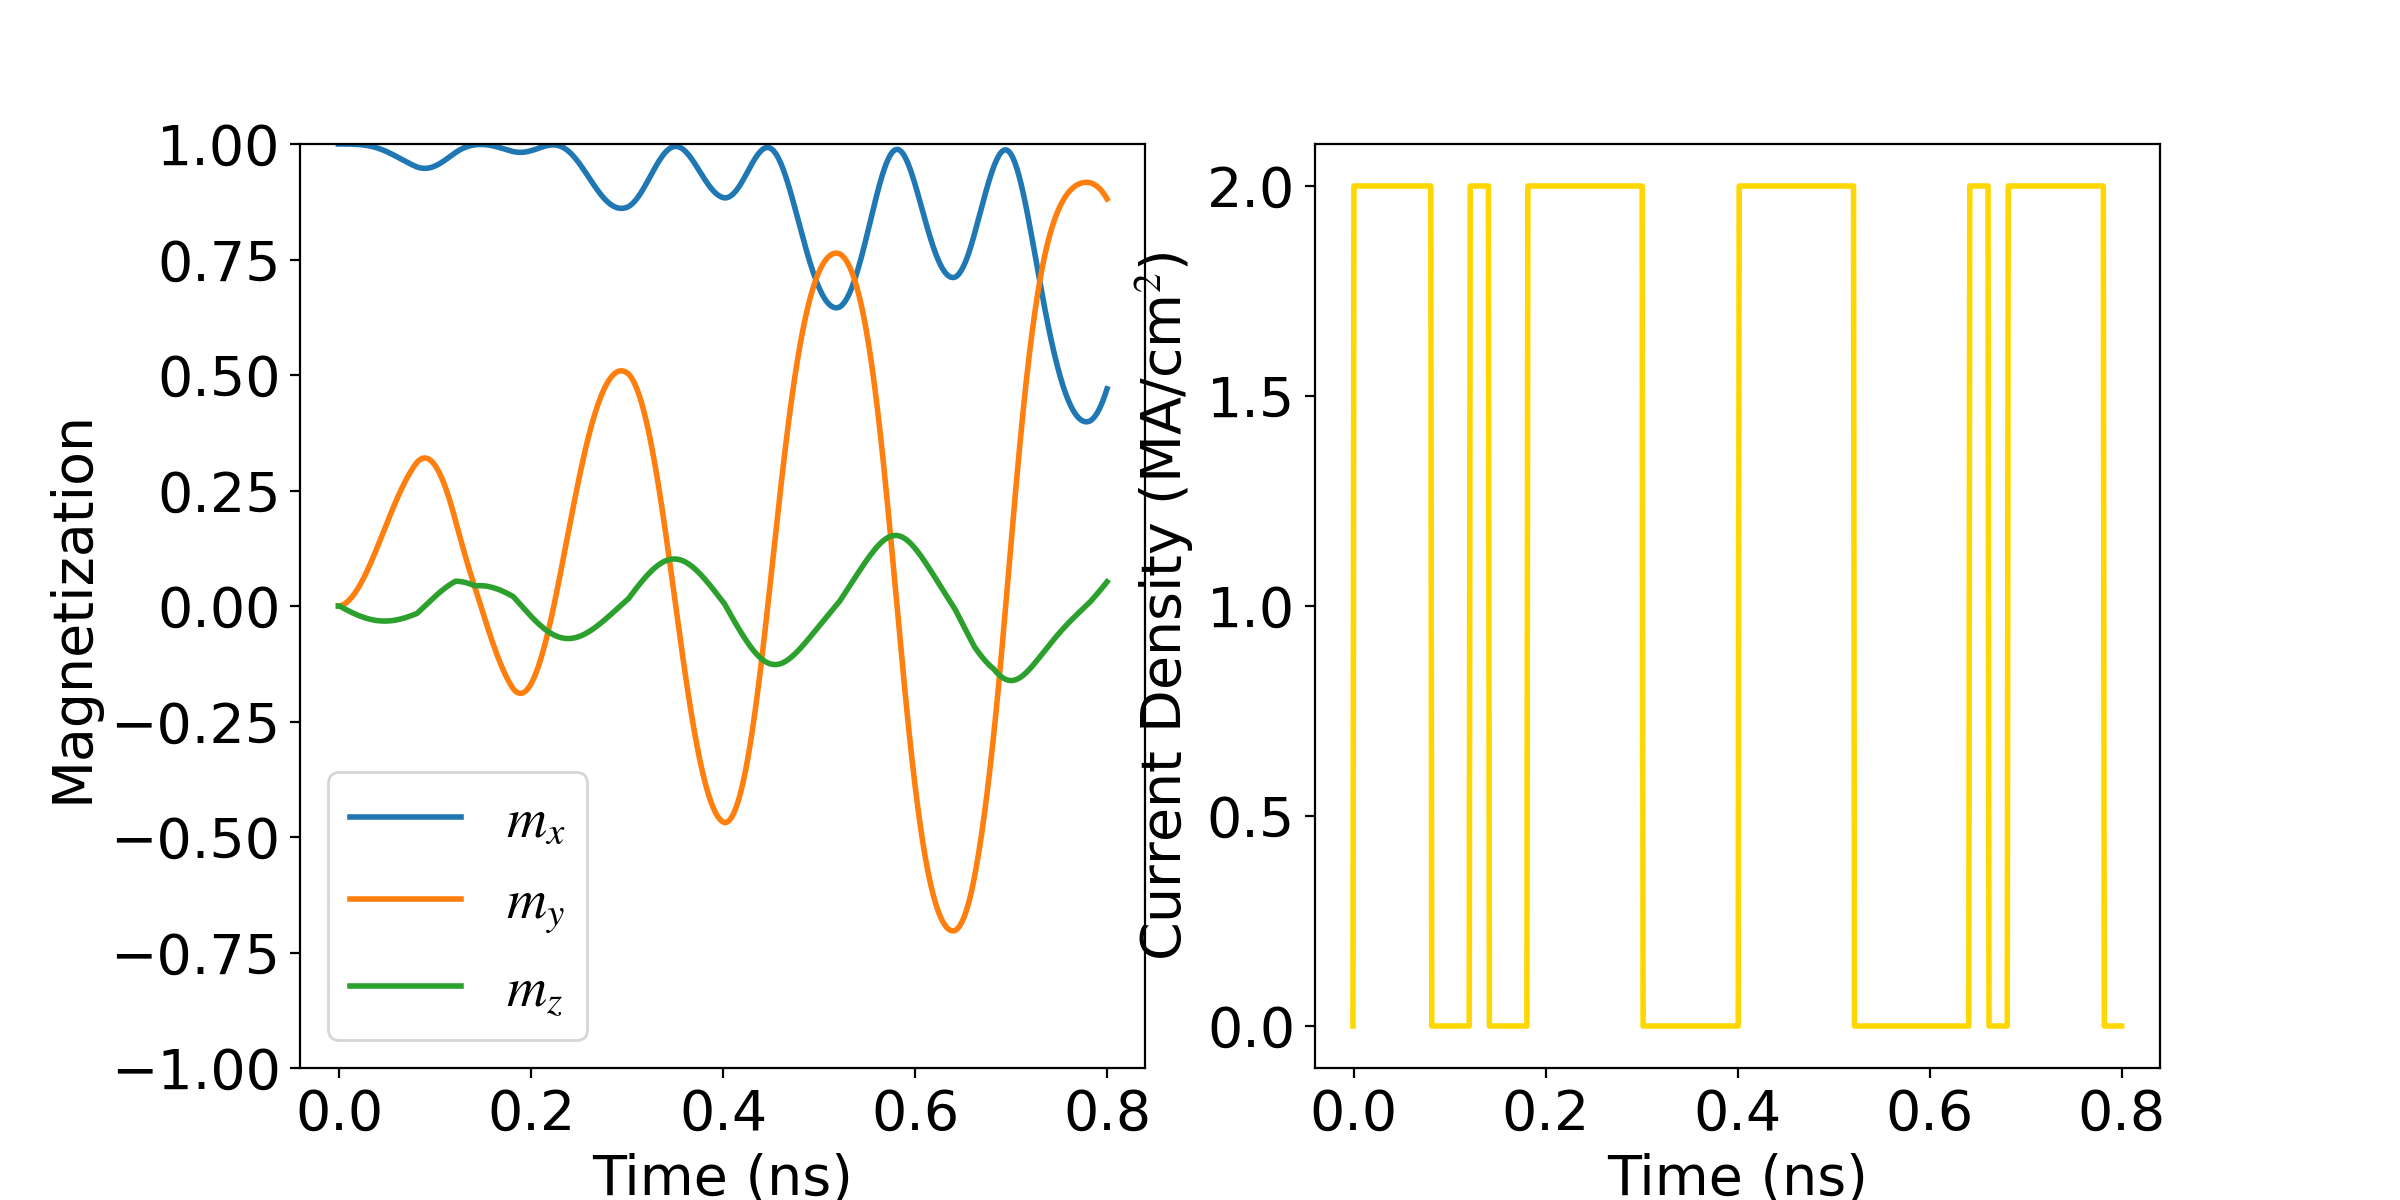 Magnetization
1.00
0.75
0.50
0.25
0.00
−0.25
−0.50
−0.75
−1.00
0.0 0.2 0.4 0.6 0.8
Time (ns)
m_x
m_y
m_z
Current Density (MA/cm²)
2.0
1.5
1.0
0.5
0.0
0.0 0.2 0.4 0.6 0.8
Time (ns)